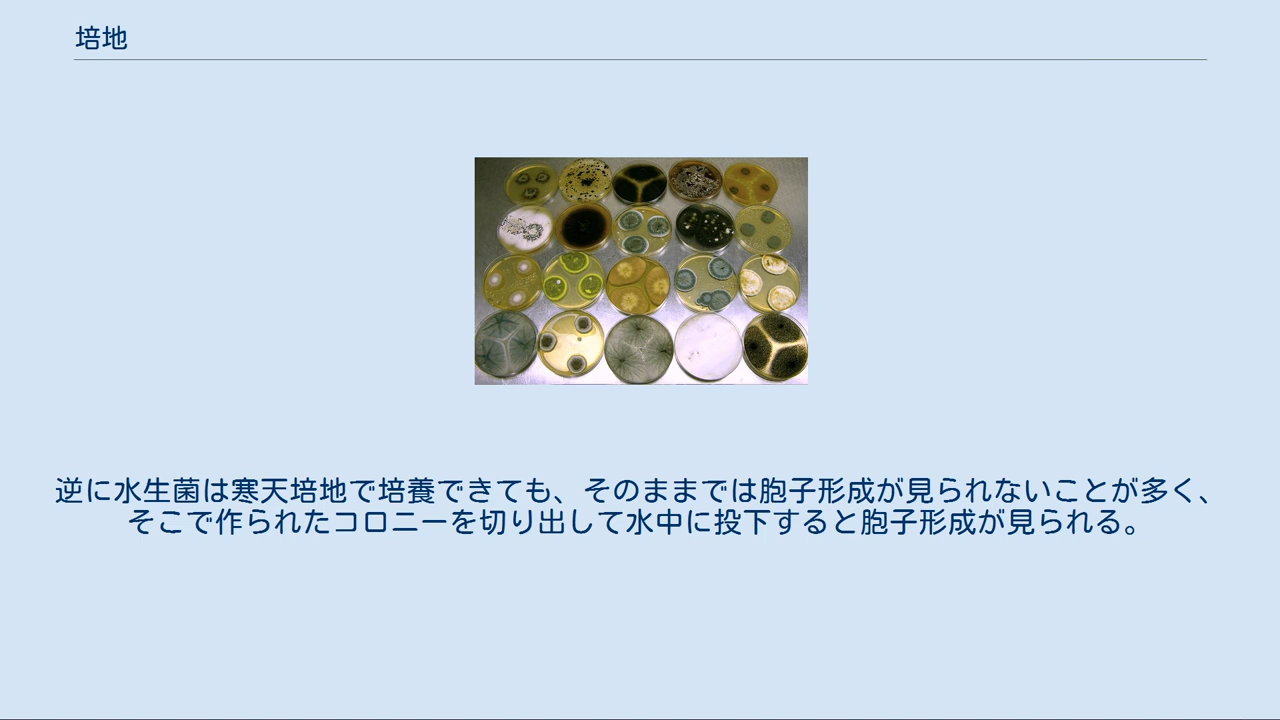 培地
逆に水生菌は寒天培地で培養できても、そのままでは胞子形成が見られないことが多く、
そこで作られたコロニーを切り出して水中に投下すると胞子形成が見られる。